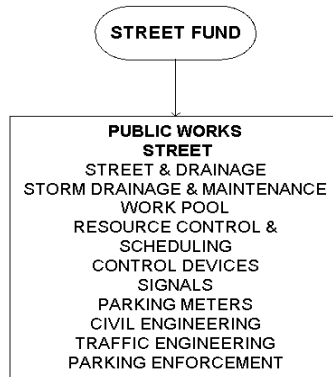 STREET FUND
PUBLIC WORKS
STREET
STREET & DRAINAGE
STORM DRAINAGE & MAINTENANCE
WORK POOL
RESOURCE CONTROL &
SCHEDULING
CONTROL DEVICES
SIGNALS
PARKING METERS
CIVIL ENGINEERING
TRAFFIC ENGINEERING
PARKING ENFORCEMENT